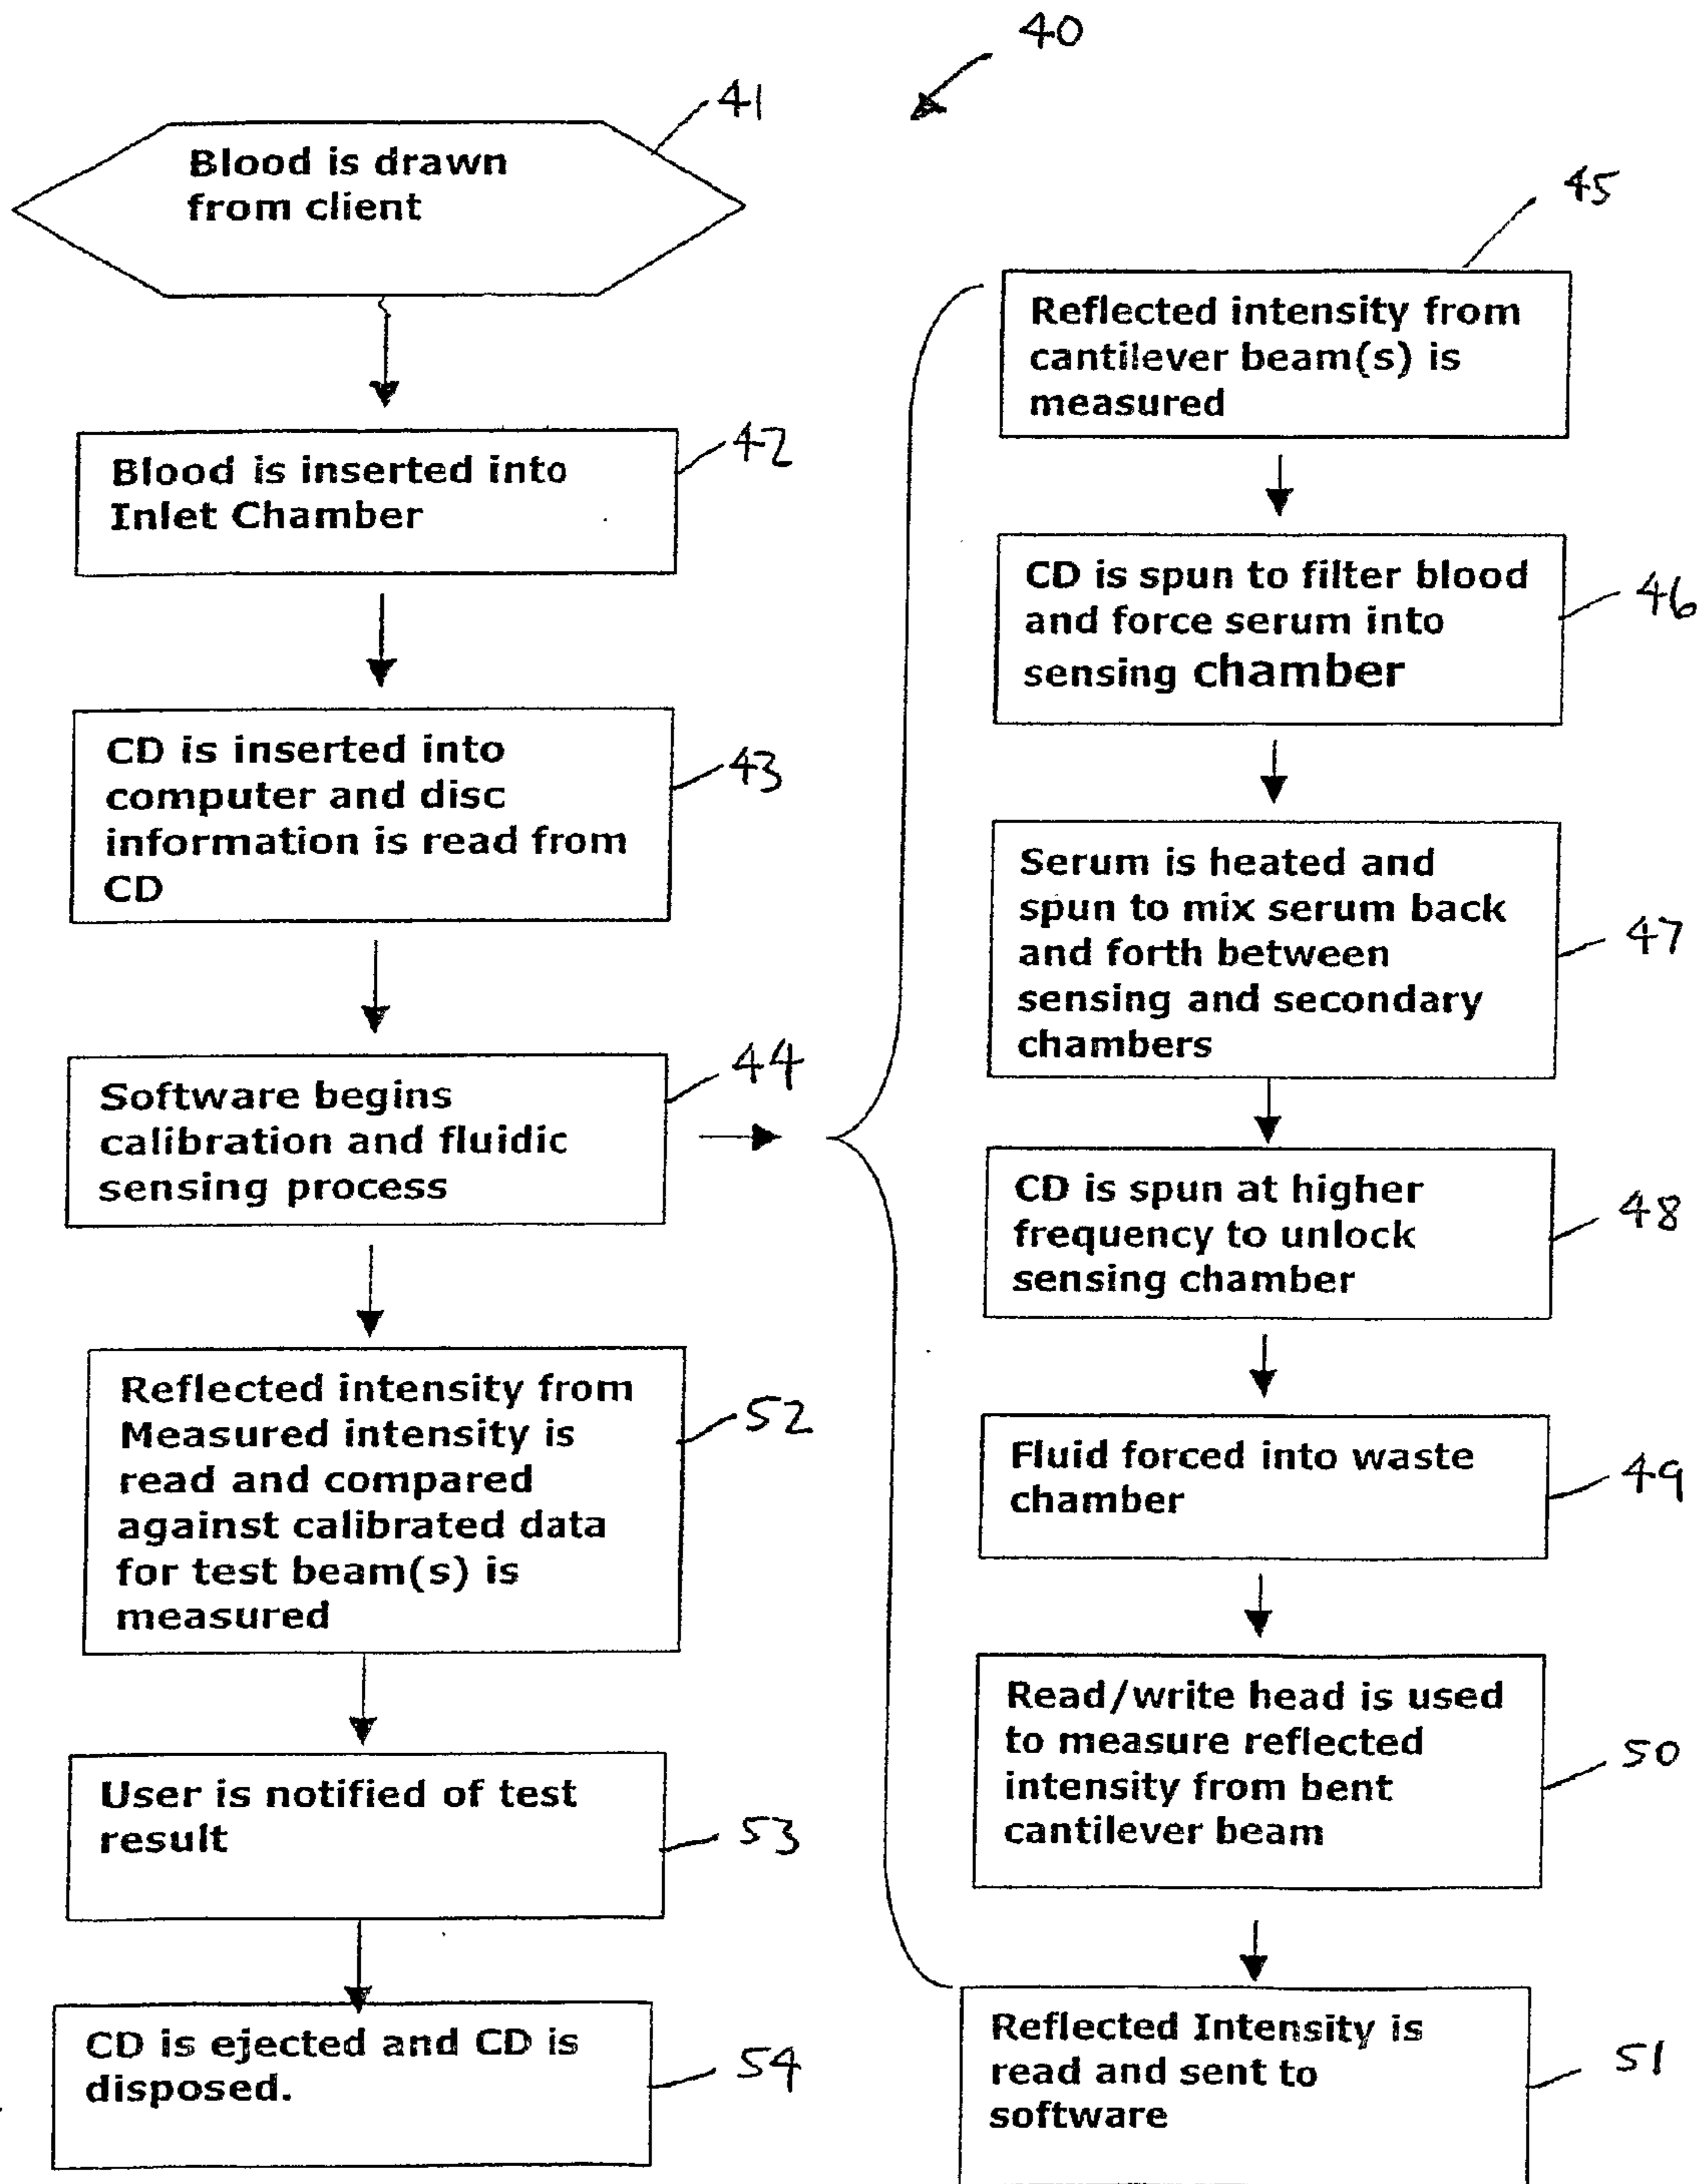 40
41
Blood is drawn
from client
42
Blood is inserted into
Inlet Chamber
43
CD is inserted into
computer and disc
information is read from
CD
44
Software begins
calibration and fluidic
sensing process
45
Reflected intensity from
cantilever beam(s) is
measured
46
CD is spun to filter blood
and force serum into
sensing chamber
47
Serum is heated and
spun to mix serum back
and forth between
sensing and secondary
chambers
48
CD is spun at higher
frequency to unlock
sensing chamber
49
Fluid forced into waste
chamber
50
Read/write head is used
to measure reflected
intensity from bent
cantilever beam
51
Reflected Intensity is
read and sent to
software
52
Reflected intensity from
Measured intensity is
read and compared
against calibrated data
for test beam(s) is
measured
53
User is notified of test
result
54
CD is ejected and CD is
disposed.